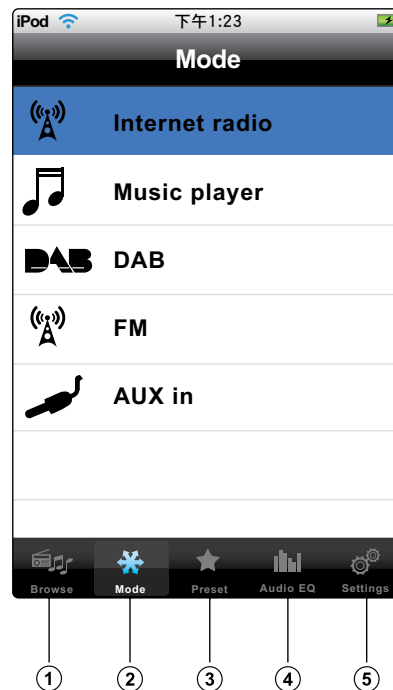 iPod 下午1:23
Mode
Internet radio
Music player
DAB DAB
FM
AUX in
Browse Mode Preset Audio EQ Settings
1 2 3 4 5